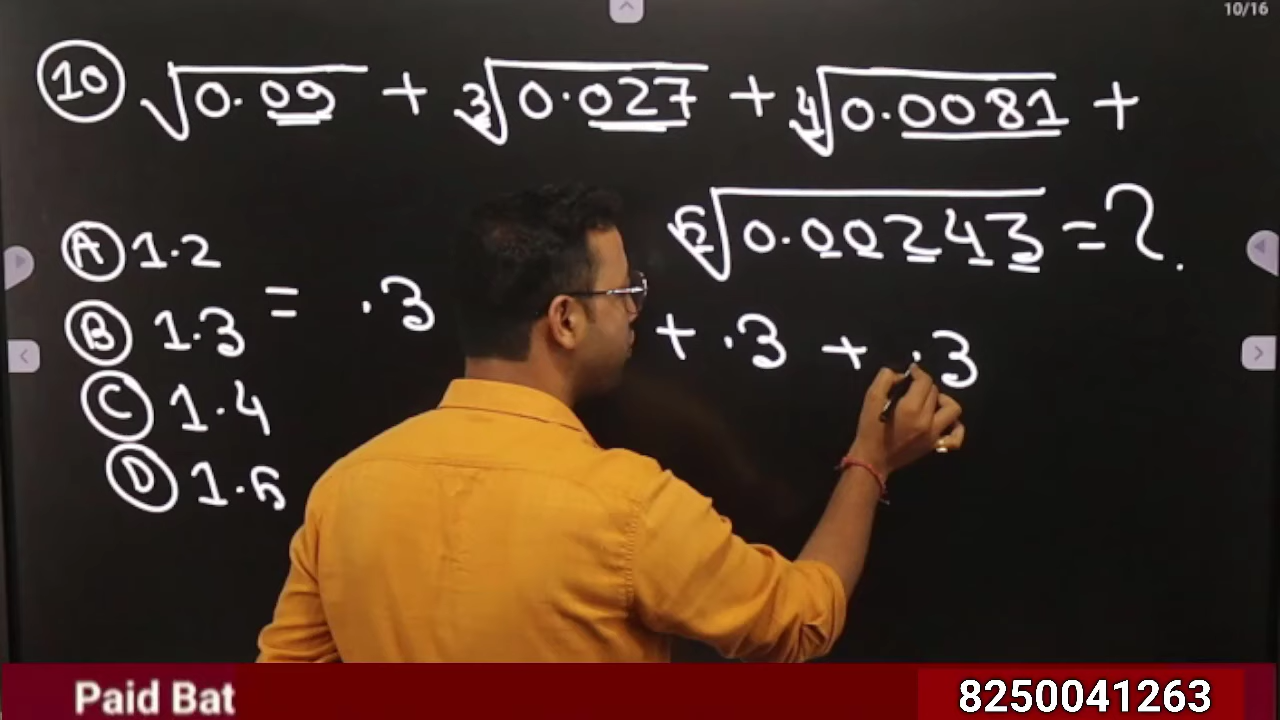 10/16
10 √0.09 + ∛0.027 + ∜0.0081 +
⁵√0.00243 = ?
A 1.2
B 1.3
C 1.4
D 1.5
= .3 + .3 + .3
Paid Bat
8250041263